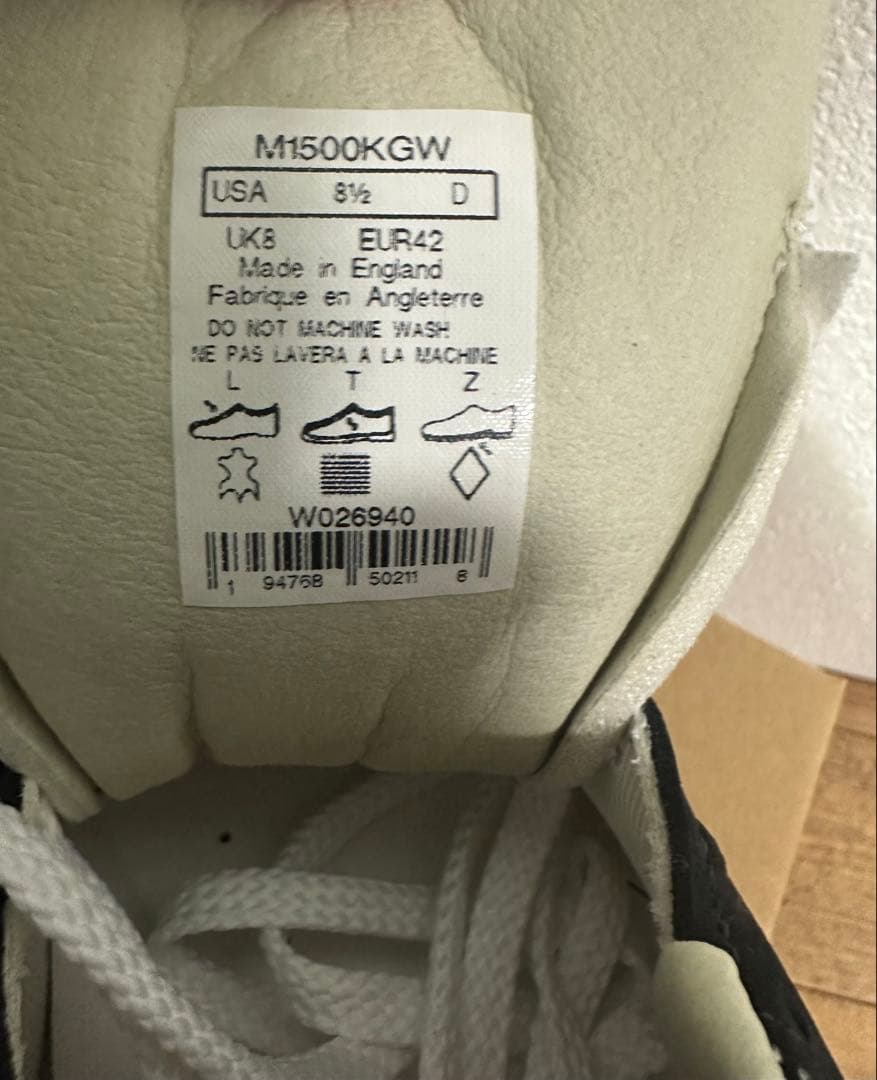 M1500KGW
USA 8½ D
UK8 EUR42
Made in England
Fabrique en Angleterre
DO NOT MACHINE WASH
NE PAS LAVERA A LA MACHINE
L T Z
W026940
1 94768 50211 8